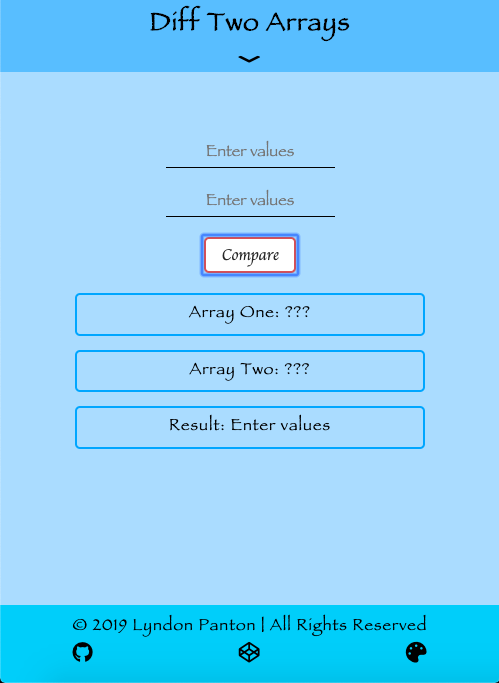 Diff Two Arrays
Enter values
Enter values
Compare
Array One: ???
Array Two: ???
Result: Enter values
© 2019 Lyndon Panton | All Rights Reserved